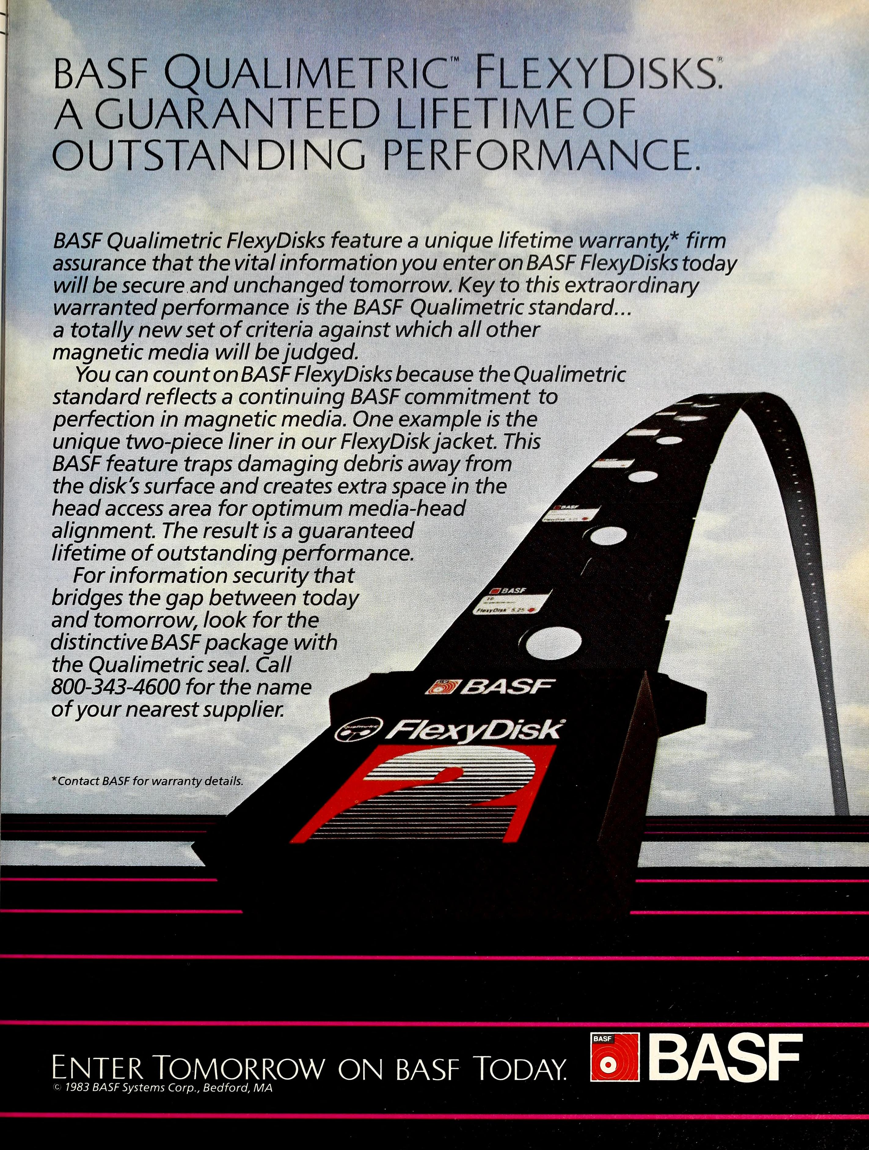 BASF QUALIMETRIC™ FLEXYDISKS.®
A GUARANTEED LIFETIME OF
OUTSTANDING PERFORMANCE.
BASF Qualimetric FlexyDisks feature a unique lifetime warranty,* firm
assurance that the vital information you enter on BASF FlexyDisks today
will be secure and unchanged tomorrow. Key to this extraordinary
warranted performance is the BASF Qualimetric standard...
a totally new set of criteria against which all other
magnetic media will be judged.
You can count on BASF FlexyDisks because the Qualimetric
standard reflects a continuing BASF commitment to
perfection in magnetic media. One example is the
unique two-piece liner in our FlexyDisk jacket. This
BASF feature traps damaging debris away from
the disk's surface and creates extra space in the
head access area for optimum media-head
alignment. The result is a guaranteed
lifetime of outstanding performance.
For information security that
bridges the gap between today
and tomorrow, look for the
distinctive BASF package with
the Qualimetric seal. Call
800-343-4600 for the name
of your nearest supplier.
*Contact BASF for warranty details.
BASF
FlexyDisk 5.25
BASF
FlexyDisk®
2
ENTER TOMORROW ON BASF TODAY.
© 1983 BASF Systems Corp., Bedford, MA
BASF
BASF